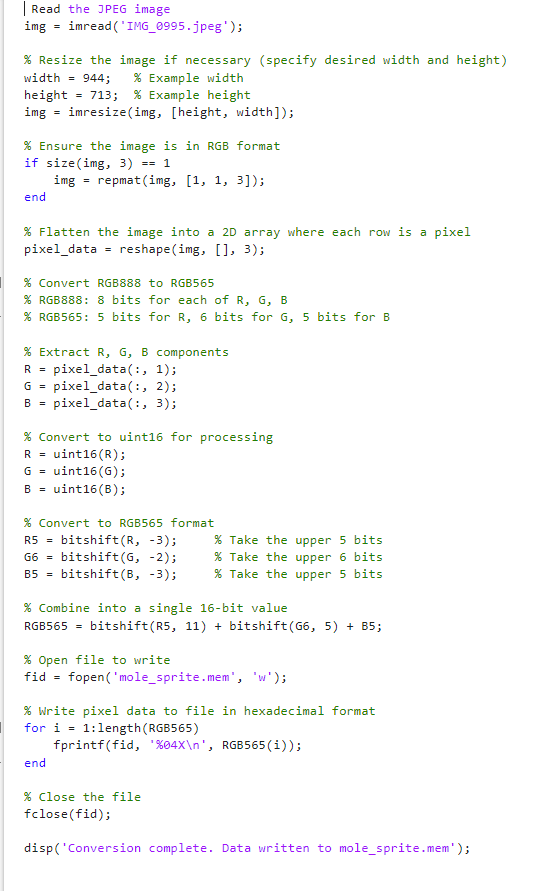 Read the JPEG image
img = imread('IMG_0995.jpeg');
% Resize the image if necessary (specify desired width and height)
width = 944;   % Example width
height = 713;  % Example height
img = imresize(img, [height, width]);
% Ensure the image is in RGB format
if size(img, 3) == 1
    img = repmat(img, [1, 1, 3]);
end
% Flatten the image into a 2D array where each row is a pixel
pixel_data = reshape(img, [], 3);
% Convert RGB888 to RGB565
% RGB888: 8 bits for each of R, G, B
% RGB565: 5 bits for R, 6 bits for G, 5 bits for B
% Extract R, G, B components
R = pixel_data(:, 1);
G = pixel_data(:, 2);
B = pixel_data(:, 3);
% Convert to uint16 for processing
R = uint16(R);
G = uint16(G);
B = uint16(B);
% Convert to RGB565 format
R5 = bitshift(R, -3);     % Take the upper 5 bits
G6 = bitshift(G, -2);     % Take the upper 6 bits
B5 = bitshift(B, -3);     % Take the upper 5 bits
% Combine into a single 16-bit value
RGB565 = bitshift(R5, 11) + bitshift(G6, 5) + B5;
% Open file to write
fid = fopen('mole_sprite.mem', 'w');
% Write pixel data to file in hexadecimal format
for i = 1:length(RGB565)
    fprintf(fid, '%04X\n', RGB565(i));
end
% Close the file
fclose(fid);
disp('Conversion complete. Data written to mole_sprite.mem');